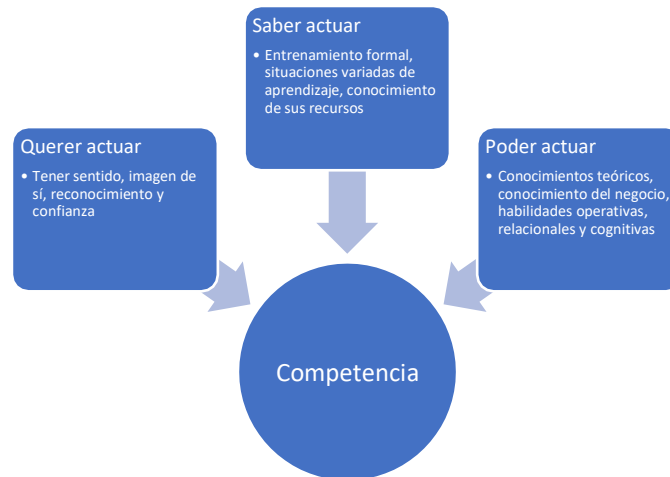 Saber actuar
• Entrenamiento formal,
situaciones variadas de
aprendizaje, conocimiento
de sus recursos
Querer actuar
• Tener sentido, imagen de
sí, reconocimiento y
confianza
Poder actuar
• Conocimientos teóricos,
conocimiento del negocio,
habilidades operativas,
relacionales y cognitivas
Competencia